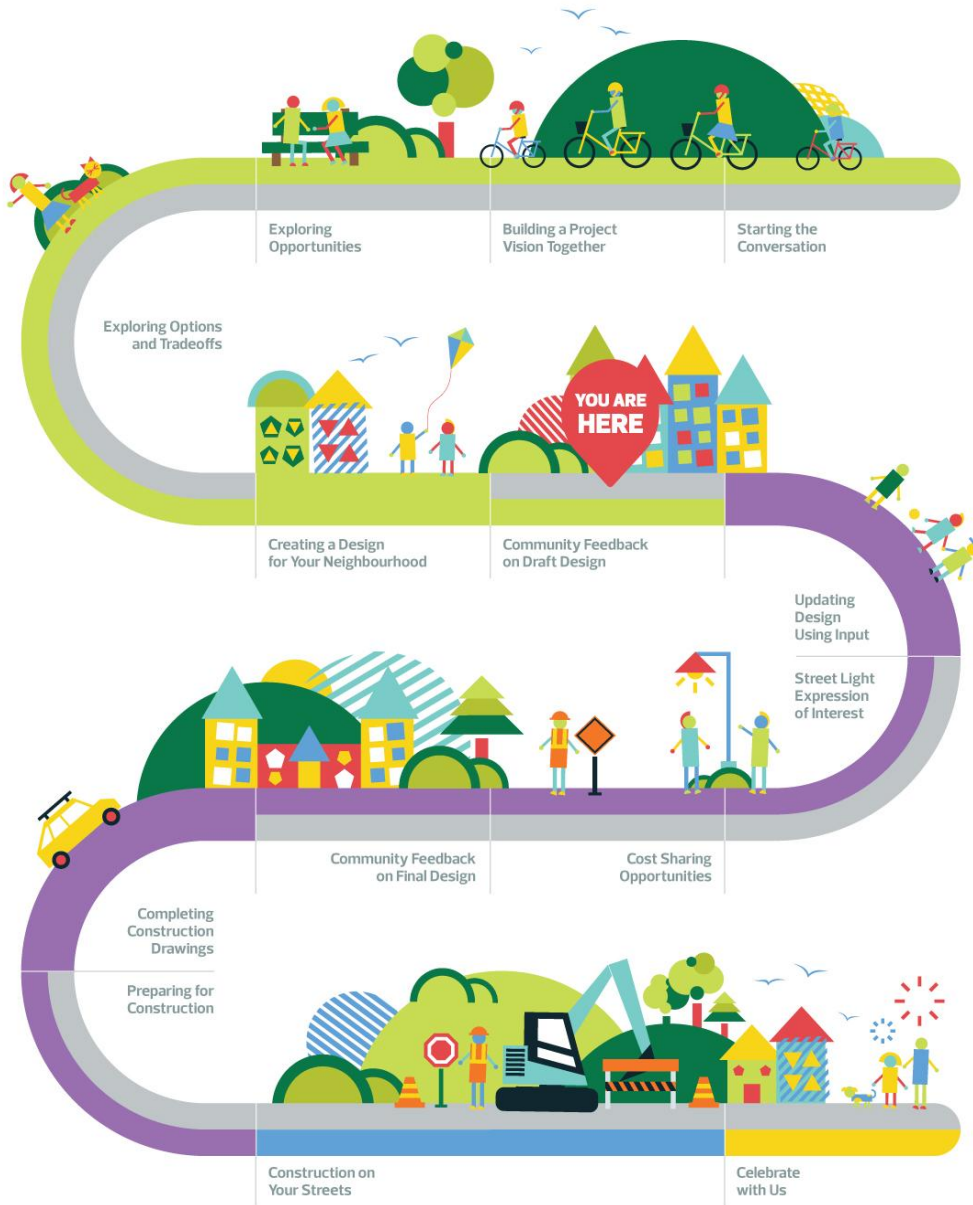 Exploring
Opportunities
Building a Project
Vision Together
Starting the
Conversation
Exploring Options
and Tradeoffs
YOU ARE
HERE
Creating a Design
for Your Neighbourhood
Community Feedback
on Draft Design
Updating
Design
Using Input
Street Light
Expression
of Interest
Community Feedback
on Final Design
Cost Sharing
Opportunities
Completing
Construction
Drawings
Preparing for
Construction
Construction on
Your Streets
Celebrate
with Us